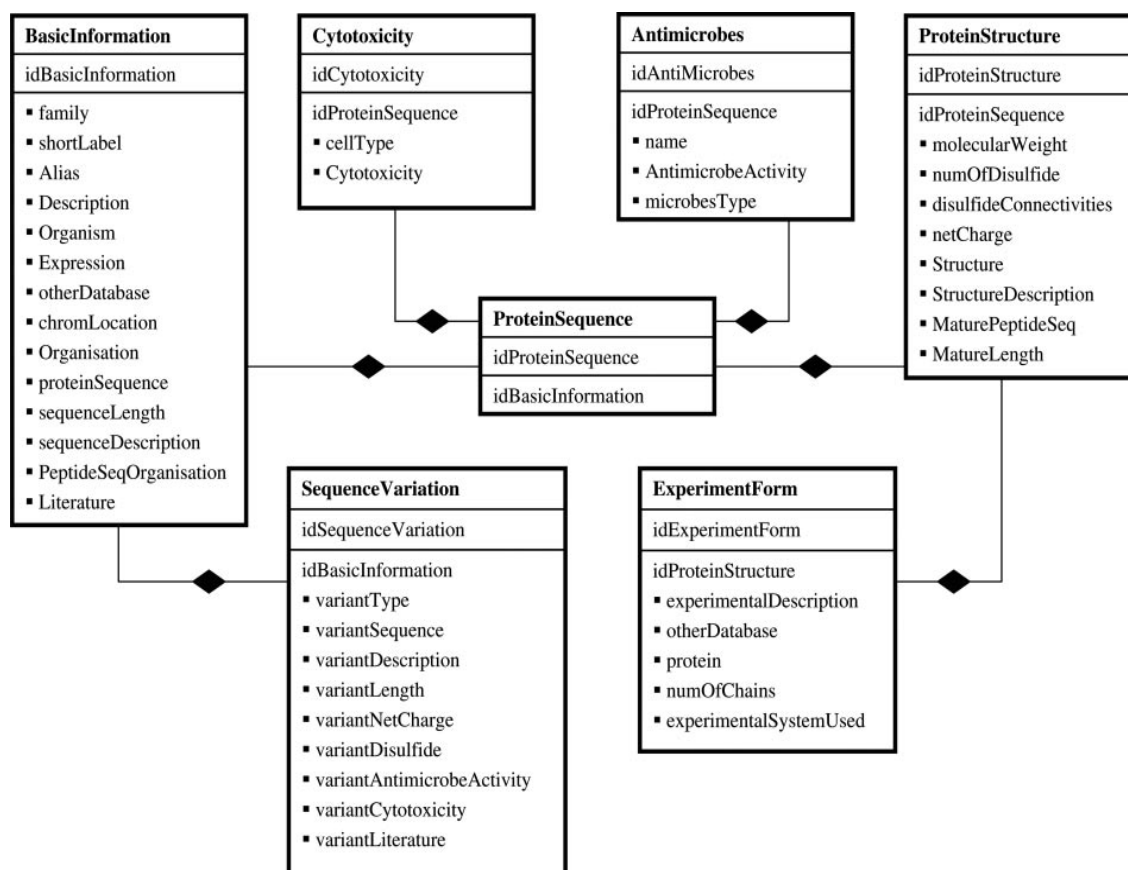 BasicInformation
idBasicInformation
▪ family
▪ shortLabel
▪ Alias
▪ Description
▪ Organism
▪ Expression
▪ otherDatabase
▪ chromLocation
▪ Organisation
▪ proteinSequence
▪ sequenceLength
▪ sequenceDescription
▪ PeptideSeqOrganisation
▪ Literature
Cytotoxicity
idCytotoxicity
idProteinSequence
▪ cellType
▪ Cytotoxicity
Antimicrobes
idAntiMicrobes
idProteinSequence
▪ name
▪ AntimicrobeActivity
▪ microbesType
ProteinStructure
idProteinStructure
idProteinSequence
▪ molecularWeight
▪ numOfDisulfide
▪ disulfideConnectivities
▪ netCharge
▪ Structure
▪ StructureDescription
▪ MaturePeptideSeq
▪ MatureLength
ProteinSequence
idProteinSequence
idBasicInformation
SequenceVariation
idSequenceVariation
idBasicInformation
▪ variantType
▪ variantSequence
▪ variantDescription
▪ variantLength
▪ variantNetCharge
▪ variantDisulfide
▪ variantAntimicrobeActivity
▪ variantCytotoxicity
▪ variantLiterature
ExperimentForm
idExperimentForm
idProteinStructure
▪ experimentalDescription
▪ otherDatabase
▪ protein
▪ numOfChains
▪ experimentalSystemUsed